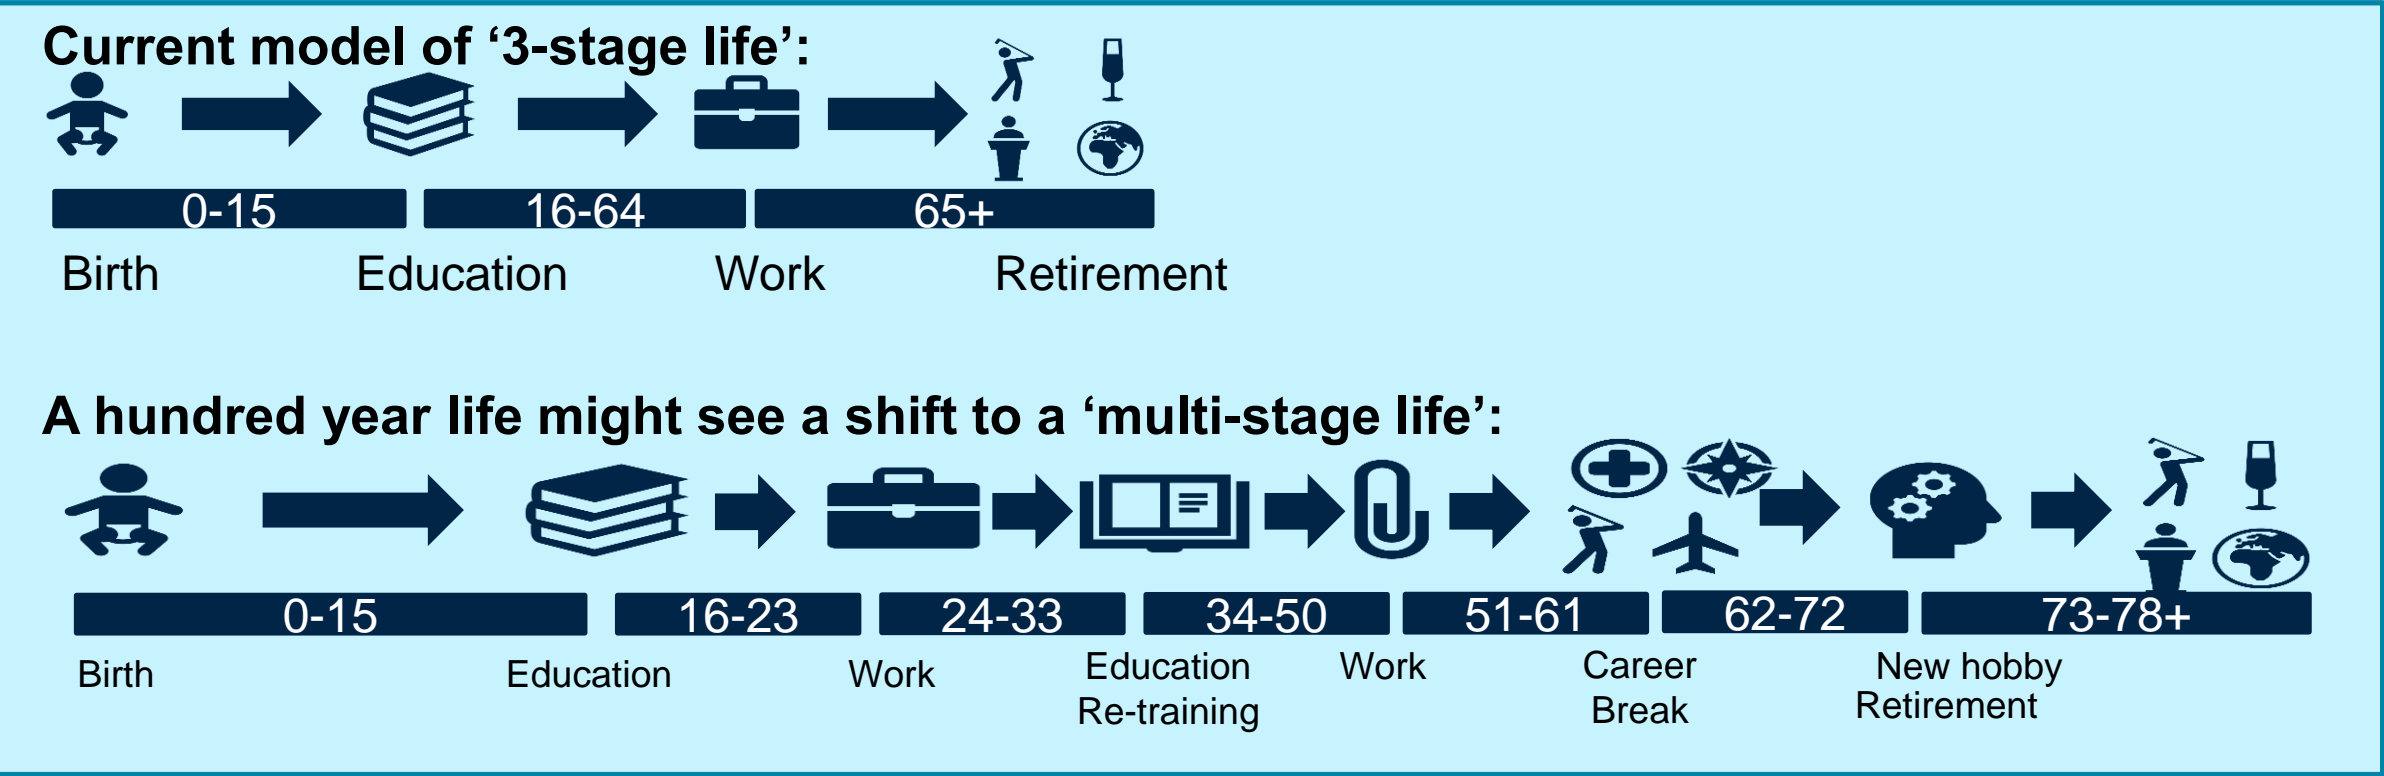 Current model of ‘3-stage life’:
0-15 16-64 65+
Birth Education Work Retirement
A hundred year life might see a shift to a ‘multi-stage life’:
0-15 16-23 24-33 34-50 51-61 62-72 73-78+
Birth Education Work Education Work Career New hobby
Re-training Break Retirement